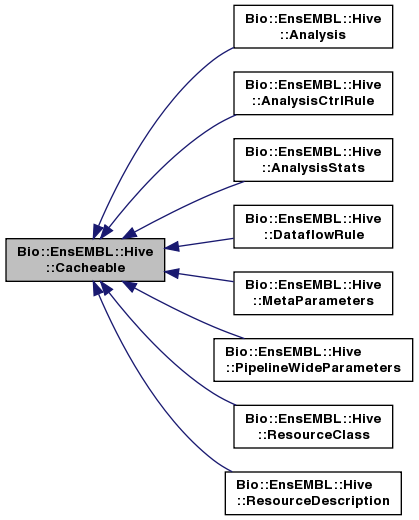 Bio::EnsEMBL::Hive
::Analysis
Bio::EnsEMBL::Hive
::AnalysisCtrlRule
Bio::EnsEMBL::Hive
::AnalysisStats
Bio::EnsEMBL::Hive
::DataflowRule
Bio::EnsEMBL::Hive
::Cacheable
Bio::EnsEMBL::Hive
::MetaParameters
Bio::EnsEMBL::Hive
::PipelineWideParameters
Bio::EnsEMBL::Hive
::ResourceClass
Bio::EnsEMBL::Hive
::ResourceDescription